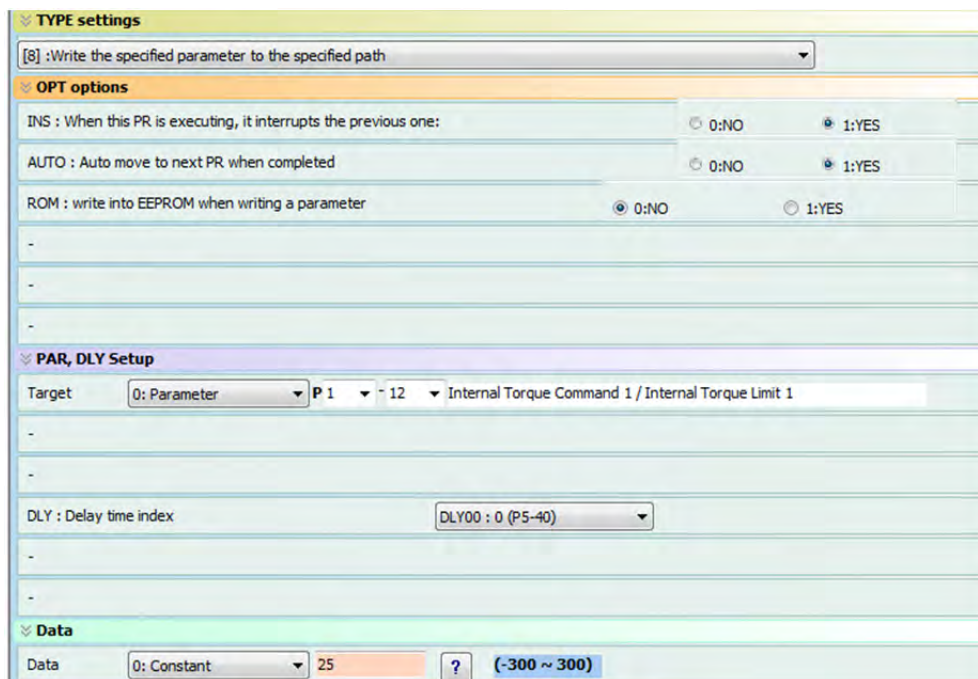 TYPE settings
[8] :Write the specified parameter to the specified path
OPT options
INS : When this PR is executing, it interrupts the previous one: 0:NO 1:YES
AUTO : Auto move to next PR when completed 0:NO 1:YES
ROM : write into EEPROM when writing a parameter 0:NO 1:YES
-
-
-
PAR, DLY Setup
Target 0: Parameter P 1 - 12 Internal Torque Command 1 / Internal Torque Limit 1
-
-
DLY : Delay time index DLY00 : 0 (P5-40)
-
-
Data
Data 0: Constant 25 ? (-300 ~ 300)